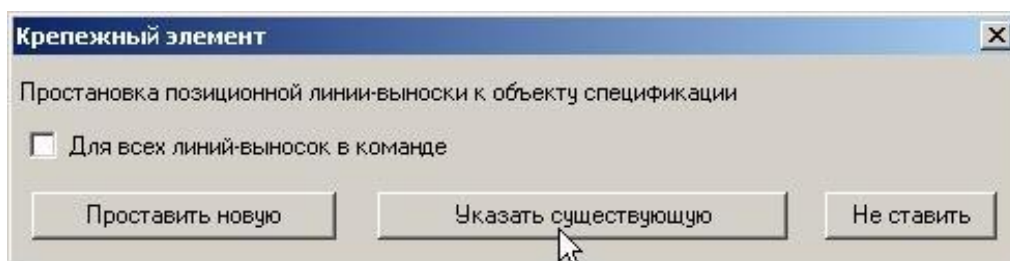 Крепежный элемент
Простановка позиционной линии-выноски к объекту спецификации
Для всех линий-выносок в команде
Проставить новую
Указать существующую
Не ставить